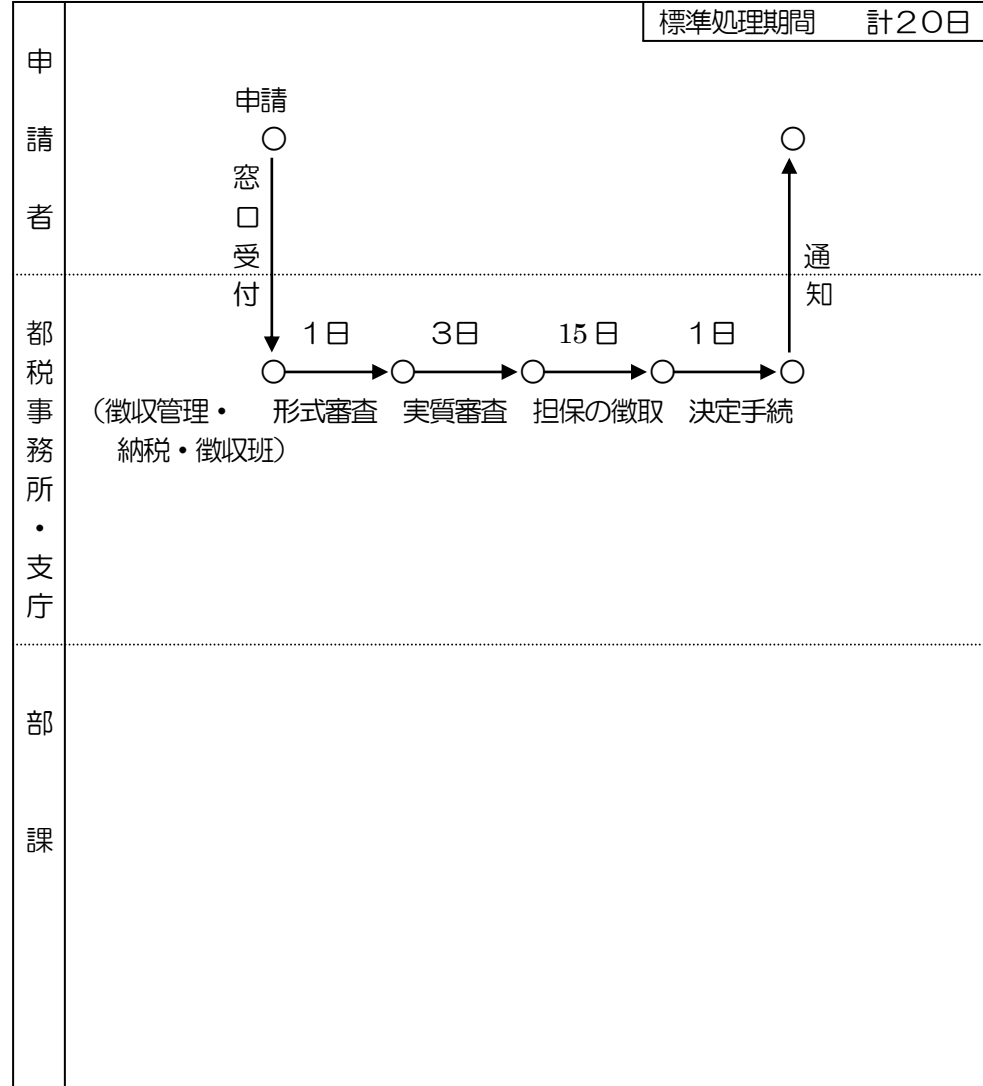 標準処理期間　計20日
申請者
申請
窓口受付
通知
都税事務所・支庁
1日　3日　15日　1日
（徴収管理・　形式審査　実質審査　担保の徴取　決定手続
納税・徴収班）
部課